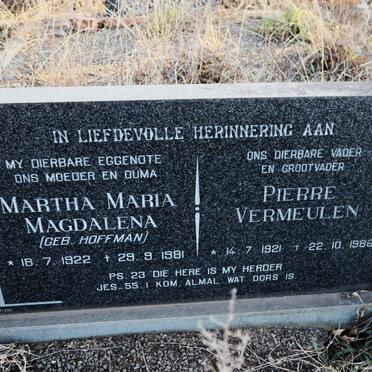 IN LIEFDEVOLLE HERINNERING AAN
MY DIERBARE EGGENOTE
ONS MOEDER EN OUMA
MARTHA MARIA
MAGDALENA
(GEB. HOFFMAN)
* 18.7.1922 + 29.9.1981
ONS DIERBARE VADER
EN GROOTVADER
PIERRE
VERMEULEN
* 14.7.1921 + 22.10.1986
PS. 23 DIE HERE IS MY HERDER
JES. 55.1 KOM, ALMAL WAT DORS IS